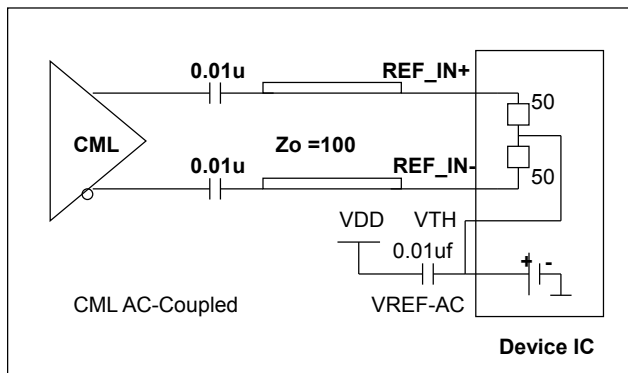 0.01u
REF_IN+
50
CML
0.01u
Zo =100
REF_IN-
50
VDD
VTH
0.01uf
+ -
CML AC-Coupled
VREF-AC
Device IC